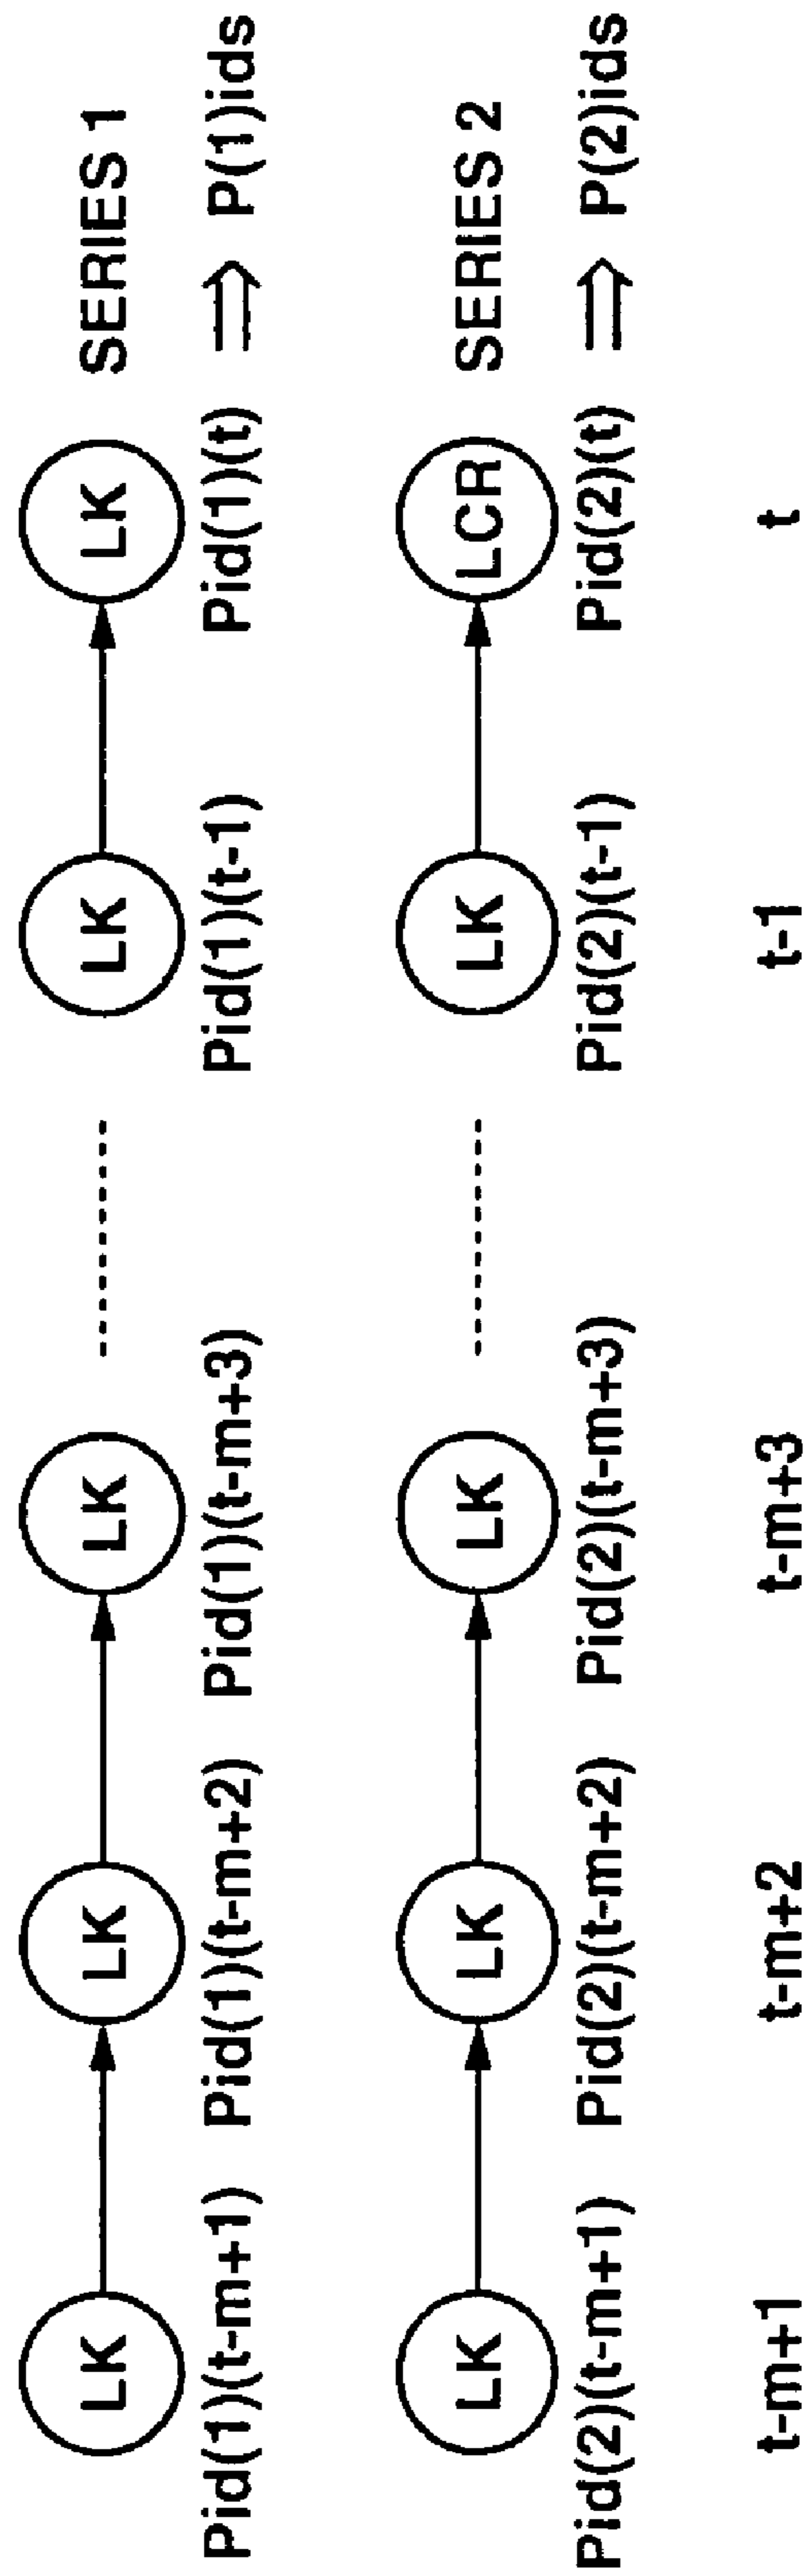 LK LK LK LK LK SERIES 1
Pid(1)(t-m+1) Pid(1)(t-m+2) Pid(1)(t-m+3) Pid(1)(t-1) Pid(1)(t) ⇒ P(1)ids
LK LK LK LK LCR SERIES 2
Pid(2)(t-m+1) Pid(2)(t-m+2) Pid(2)(t-m+3) Pid(2)(t-1) Pid(2)(t) ⇒ P(2)ids
t-m+1 t-m+2 t-m+3 t-1 t